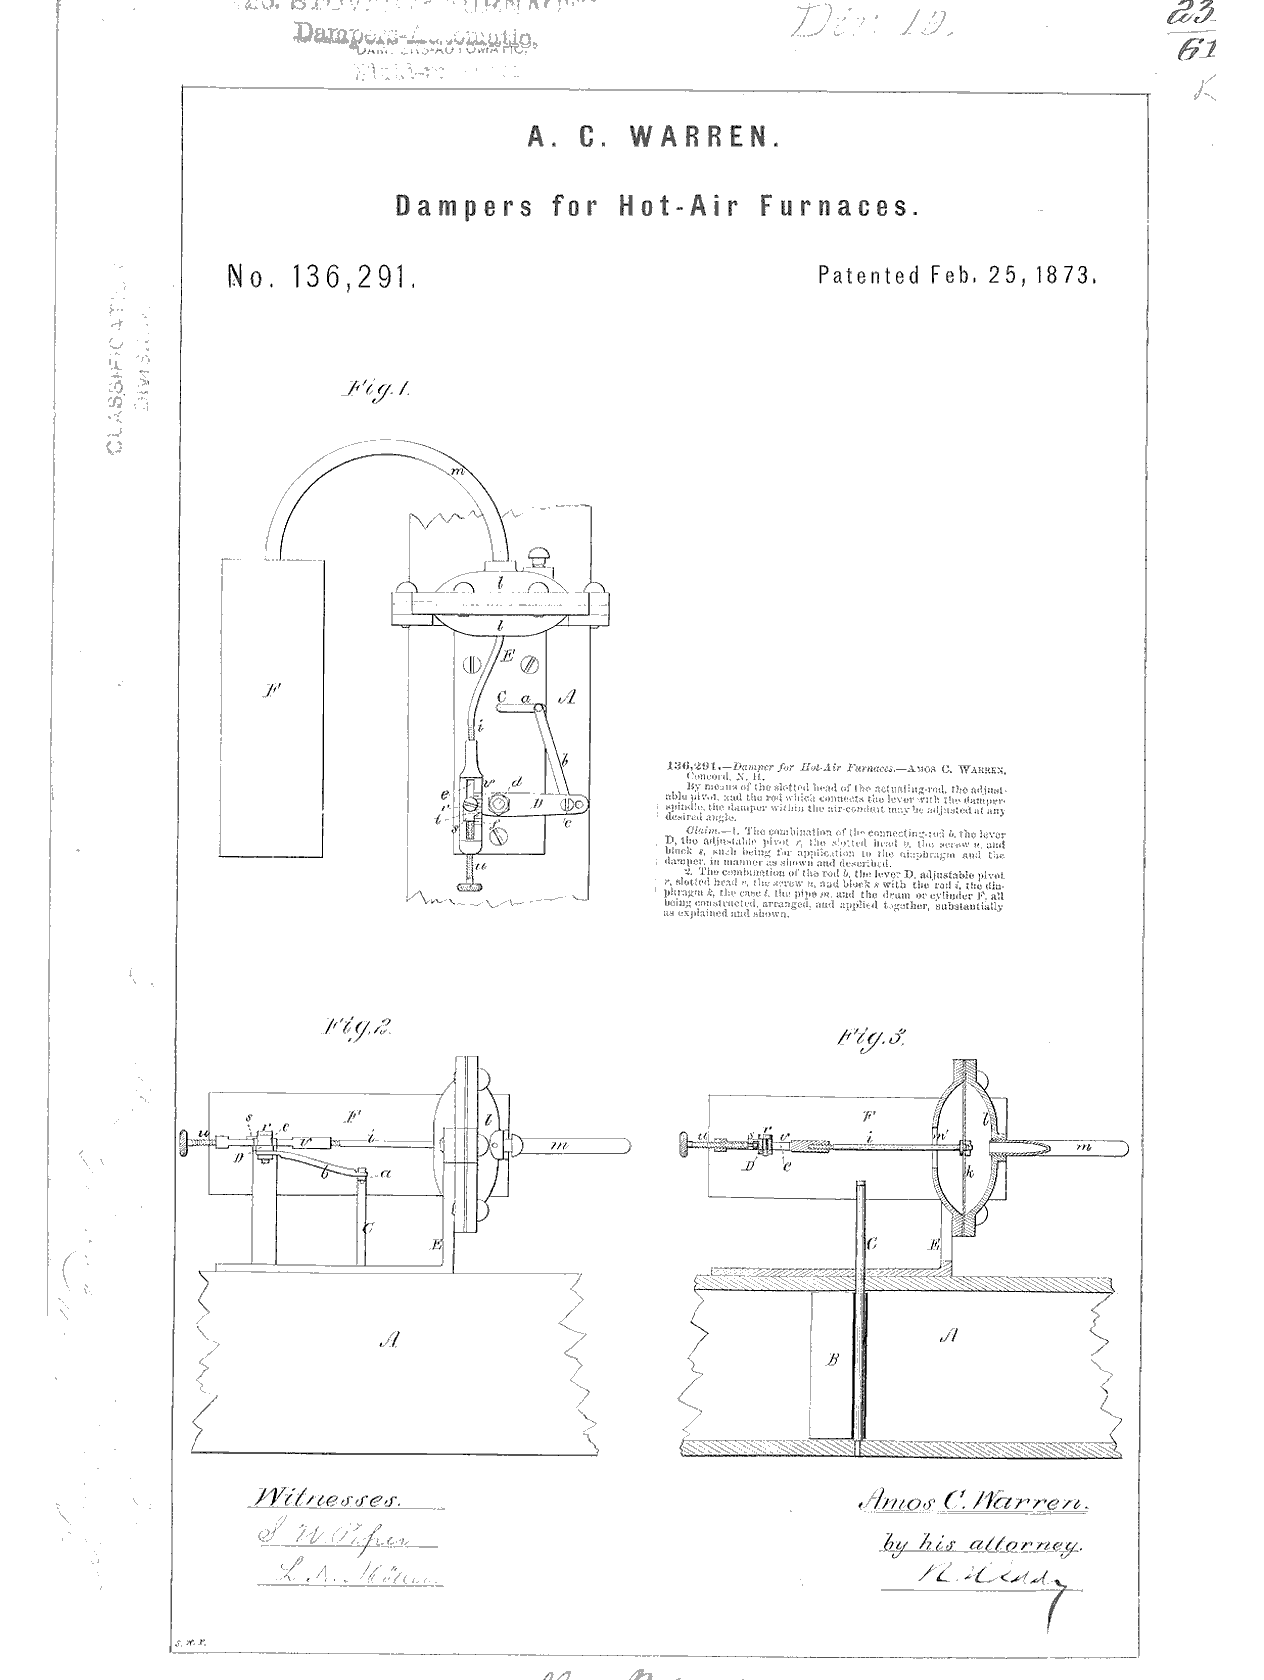 Dampers-Automatic.
DAMPERS-AUTOMATIC.
Div: 19.
23
61
K
CLASSIFICATION
DIVISION
A. C. WARREN.
Dampers for Hot-Air Furnaces.
No. 136,291.
Patented Feb. 25, 1873.
Fig. 1.
m
l
l
F
E
C a A
i
b
v d
e
r D
t
s f c
u
136,291.—Damper for Hot-Air Furnaces.—AMOS C. WARREN,
Concord, N. H.
By means of the slotted head of the actuating-rod, the adjust-
able pivot, and the rod which connects the lever with the damper-
spindle, the damper within the air-conduit may be adjusted at any
desired angle.
Claim.—1. The combination of the connecting-rod b, the lever
D, the adjustable pivot r, the slotted head v, the screw u, and
block s, such being for application to the diaphragm and the
damper, in manner as shown and described.
2. The combination of the rod b, the lever D, adjustable pivot
r, slotted head v, the screw u, and block s with the rod i, the dia-
phragm k, the case l, the pipe m, and the drum or cylinder F, all
being constructed, arranged, and applied together, substantially
as explained and shown.
Fig. 2.
F
u s r e v i l m
D b a
C
E
A
Fig. 3.
F
u s r v i m' l m
D e k
C E
B A
Witnesses.
Amos C. Warren.
by his attorney.
R. H. Eddy